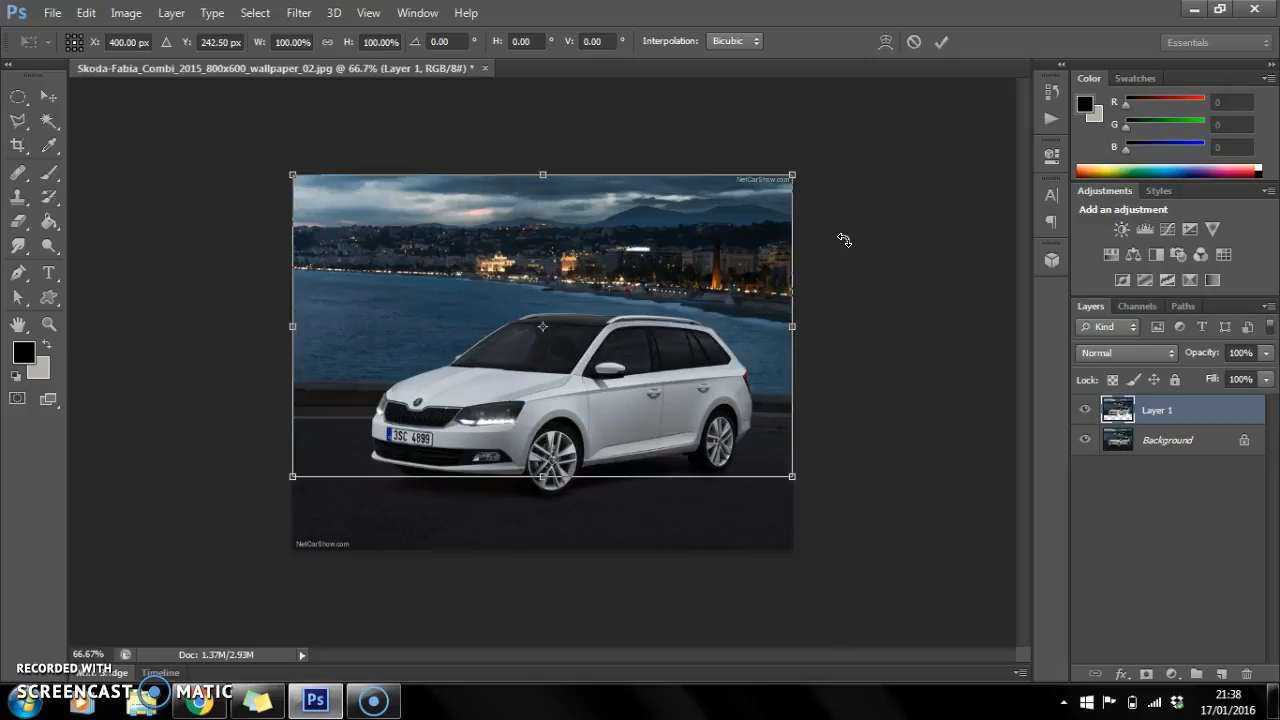 Ps File Edit Image Layer Type Select Filter 3D View Window Help
X: 400.00 px Y: 242.50 px W: 100.00% H: 100.00% 0.00 ° H: 0.00 ° V: 0.00 ° Interpolation: Bicubic Essentials
Skoda-Fabia_Combi_2015_800x600_wallpaper_02.jpg @ 66.7% (Layer 1, RGB/8#) * ×
Color Swatches
R 0
G 0
B 0
NetCarShow.com
Adjustments Styles
Add an adjustment
Layers Channels Paths
Kind
Normal Opacity: 100%
Lock: Fill: 100%
Layer 1
3SC 4899
Background
NetCarShow.com
66.67% Doc: 1.37M/2.93M
RECORDED WITH
Timeline
SCREENCAST MATIC
Ps
21:38
17/01/2016